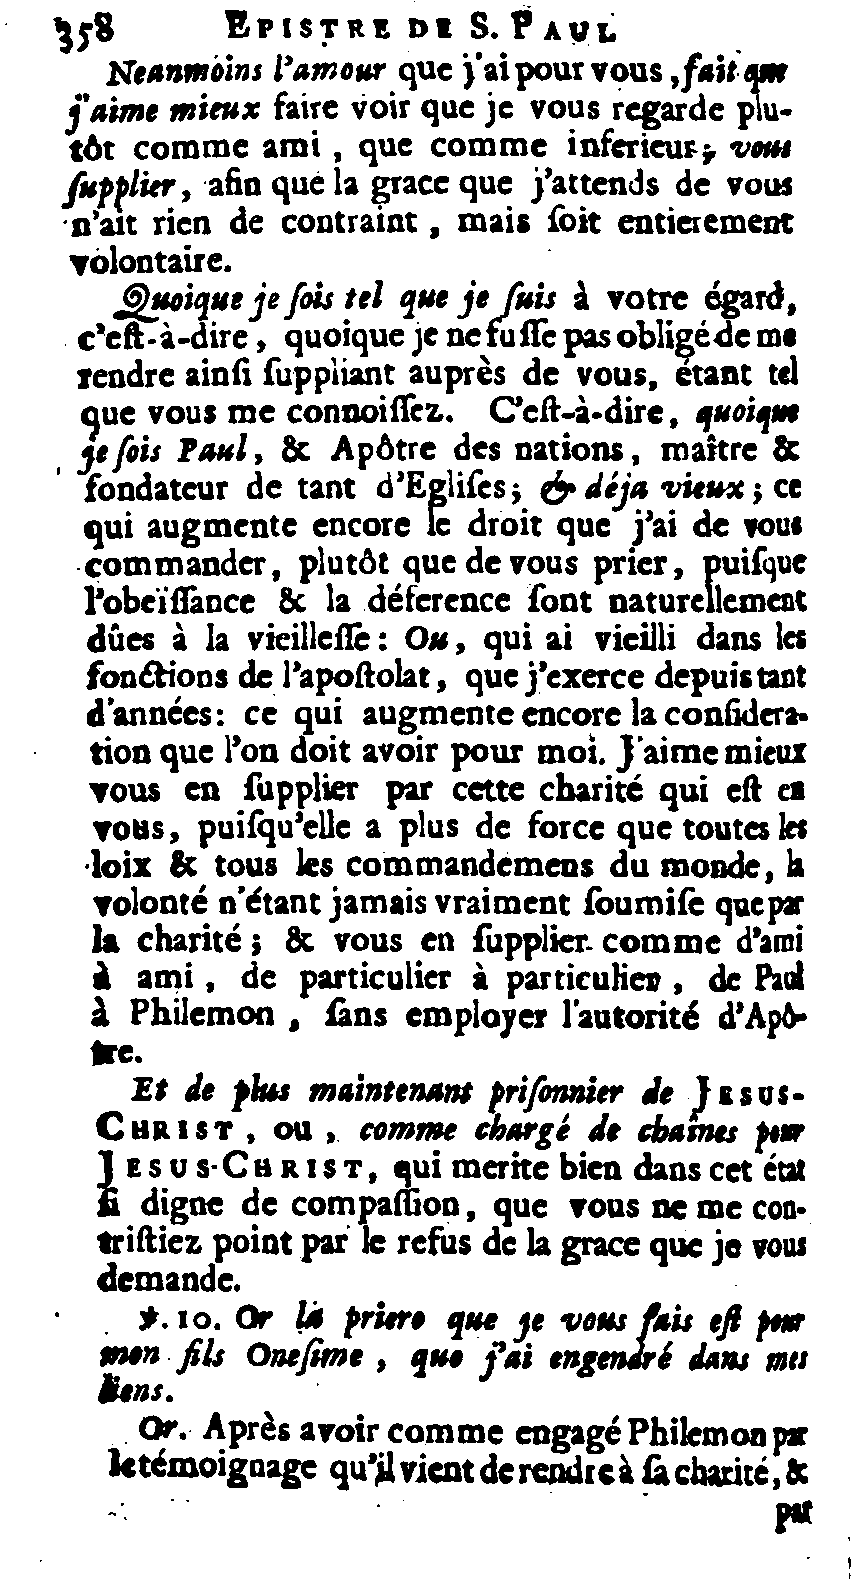 358 EPISTRE DE S. PAUL
Neanmoins l'amour que j'ai pour vous, fait que
j'aime mieux faire voir que je vous regarde plu-
tôt comme ami, que comme inferieur; vous
ſupplier, afin que la grace que j'attends de vous
n'ait rien de contraint, mais ſoit entierement
volontaire.
Quoique je ſois tel que je ſuis à votre égard,
c'eſt-à-dire, quoique je ne fuſſe pas obligé de me
rendre ainſi ſuppliant auprès de vous, étant tel
que vous me connoiſſez. C'eſt-à-dire, quoique
je ſois Paul, & Apôtre des nations, maître &
fondateur de tant d'Egliſes; & déja vieux; ce
qui augmente encore le droit que j'ai de vous
commander, plutôt que de vous prier, puiſque
l'obeïſſance & la déference ſont naturellement
dûes à la vieilleſſe: Ou, qui ai vieilli dans les
fonctions de l'apoſtolat, que j'exerce depuis tant
d'années: ce qui augmente encore la conſidera-
tion que l'on doit avoir pour moi. J'aime mieux
vous en ſupplier par cette charité qui eſt en
vous, puiſqu'elle a plus de force que toutes les
loix & tous les commandemens du monde, la
volonté n'étant jamais vraiment ſoumiſe que par
la charité; & vous en ſupplier comme d'ami
à ami, de particulier à particulier, de Paul
à Philemon, ſans employer l'autorité d'Apô-
tre.
Et de plus maintenant priſonnier de JESUS-
CHRIST, ou, comme chargé de chaînes pour
JESUS-CHRIST, qui merite bien dans cet état
ſi digne de compaſſion, que vous ne me con-
triſtiez point par le refus de la grace que je vous
demande.
℣. 10. Or la priere que je vous fais eſt pour
mon fils Oneſime, que j'ai engendré dans mes
liens.
Or. Après avoir comme engagé Philemon par
le témoignage qu'il vient de rendre à ſa charité, &
par